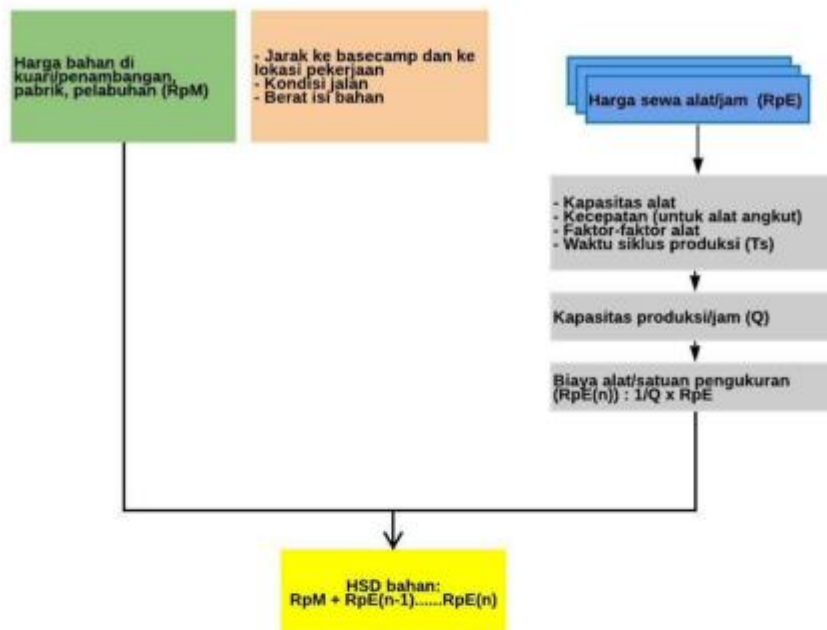 Harga bahan di
kuari/penambangan,
pabrik, pelabuhan (RpM)
- Jarak ke basecamp dan ke
lokasi pekerjaan
- Kondisi jalan
- Berat isi bahan
Harga sewa alat/jam (RpE)
- Kapasitas alat
- Kecepatan (untuk alat angkut)
- Faktor-faktor alat
- Waktu siklus produksi (Ts)
Kapasitas produksi/jam (Q)
Biaya alat/satuan pengukuran
(RpE(n)) : 1/Q x RpE
HSD bahan:
RpM + RpE(n-1)......RpE(n)